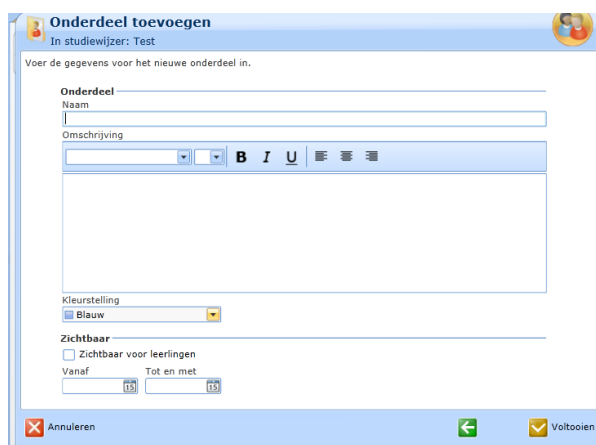 Onderdeel toevoegen
In studiewijzer: Test
Voer de gegevens voor het nieuwe onderdeel in.
Onderdeel
Naam
Omschrijving
B I U
Kleurstelling
Blauw
Zichtbaar
Zichtbaar voor leerlingen
Vanaf Tot en met
15 15
Annuleren Voltooien